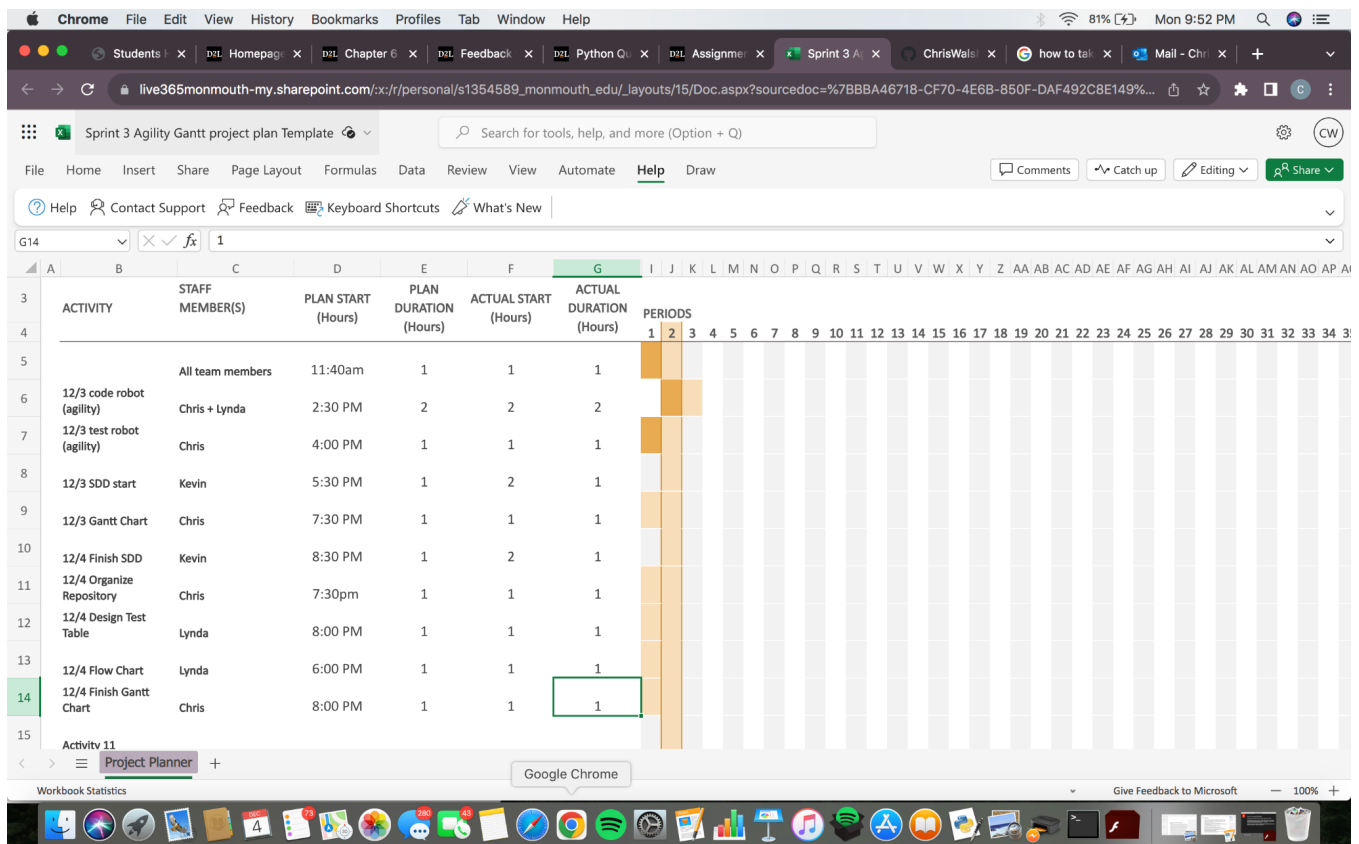 Chrome File Edit View History Bookmarks Profiles Tab Window Help 81% Mon 9:52 PM
Students H D2L Homepage D2L Chapter 6 D2L Feedback D2L Python Qu D2L Assignmen Sprint 3 Ag ChrisWalsh how to tak Mail - Chri
live365monmouth-my.sharepoint.com/:x:/r/personal/s1354589_monmouth_edu/_layouts/15/Doc.aspx?sourcedoc=%7BBBA46718-CF70-4E6B-850F-DAF492C8E149%... C
Sprint 3 Agility Gantt project plan Template Search for tools, help, and more (Option + Q) CW
File Home Insert Share Page Layout Formulas Data Review View Automate Help Draw Comments Catch up Editing Share
Help Contact Support Feedback Keyboard Shortcuts What's New
G14 fx 1
A B C D E F G I J K L M N O P Q R S T U V W X Y Z AA AB AC AD AE AF AG AH AI AJ AK AL AM AN AO AP
3 ACTIVITY STAFF MEMBER(S) PLAN START (Hours) PLAN DURATION (Hours) ACTUAL START (Hours) ACTUAL DURATION (Hours) PERIODS
4 1 2 3 4 5 6 7 8 9 10 11 12 13 14 15 16 17 18 19 20 21 22 23 24 25 26 27 28 29 30 31 32 33 34
5 All team members 11:40am 1 1 1
6 12/3 code robot (agility) Chris + Lynda 2:30 PM 2 2 2
7 12/3 test robot (agility) Chris 4:00 PM 1 1 1
8 12/3 SDD start Kevin 5:30 PM 1 2 1
9 12/3 Gantt Chart Chris 7:30 PM 1 1 1
10 12/4 Finish SDD Kevin 8:30 PM 1 2 1
11 12/4 Organize Repository Chris 7:30pm 1 1 1
12 12/4 Design Test Table Lynda 8:00 PM 1 1 1
13 12/4 Flow Chart Lynda 6:00 PM 1 1 1
14 12/4 Finish Gantt Chart Chris 8:00 PM 1 1 1
15 Activity 11
Project Planner
Google Chrome
Workbook Statistics Give Feedback to Microsoft 100%
DEC 4 73 280 43